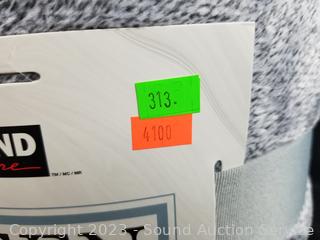 313.
4100
ND
TM / MC / MR
Copyright 2023 - Sound Auction Service